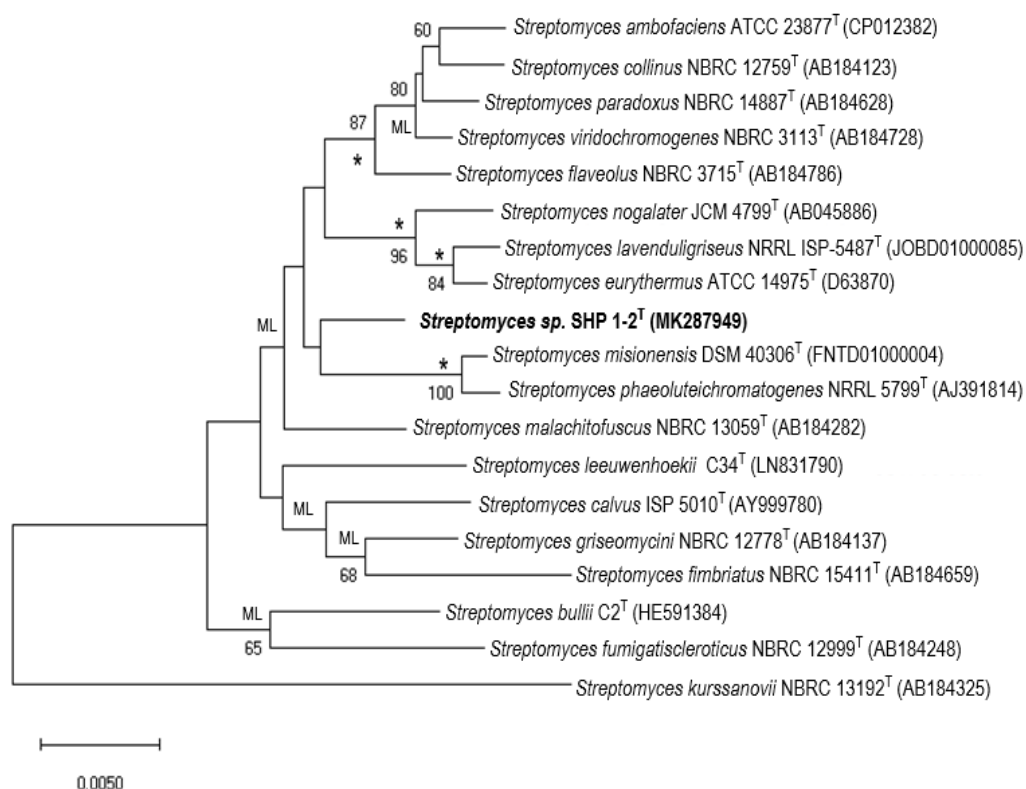 60
Streptomyces ambofaciens ATCC 23877T (CP012382)
Streptomyces collinus NBRC 12759T (AB184123)
80
Streptomyces paradoxus NBRC 14887T (AB184628)
87
ML
Streptomyces viridochromogenes NBRC 3113T (AB184728)
*
Streptomyces flaveolus NBRC 3715T (AB184786)
*
Streptomyces nogalater JCM 4799T (AB045886)
96
*
Streptomyces lavenduligriseus NRRL ISP-5487T (JOBD01000085)
84
Streptomyces eurythermus ATCC 14975T (D63870)
ML
Streptomyces sp. SHP 1-2T (MK287949)
*
Streptomyces misionensis DSM 40306T (FNTD01000004)
100
Streptomyces phaeoluteichromatogenes NRRL 5799T (AJ391814)
Streptomyces malachitofuscus NBRC 13059T (AB184282)
Streptomyces leeuwenhoekii C34T (LN831790)
ML
Streptomyces calvus ISP 5010T (AY999780)
ML
Streptomyces griseomycini NBRC 12778T (AB184137)
68
Streptomyces fimbriatus NBRC 15411T (AB184659)
ML
Streptomyces bullii C2T (HE591384)
65
Streptomyces fumigatiscleroticus NBRC 12999T (AB184248)
Streptomyces kurssanovii NBRC 13192T (AB184325)
0.0050